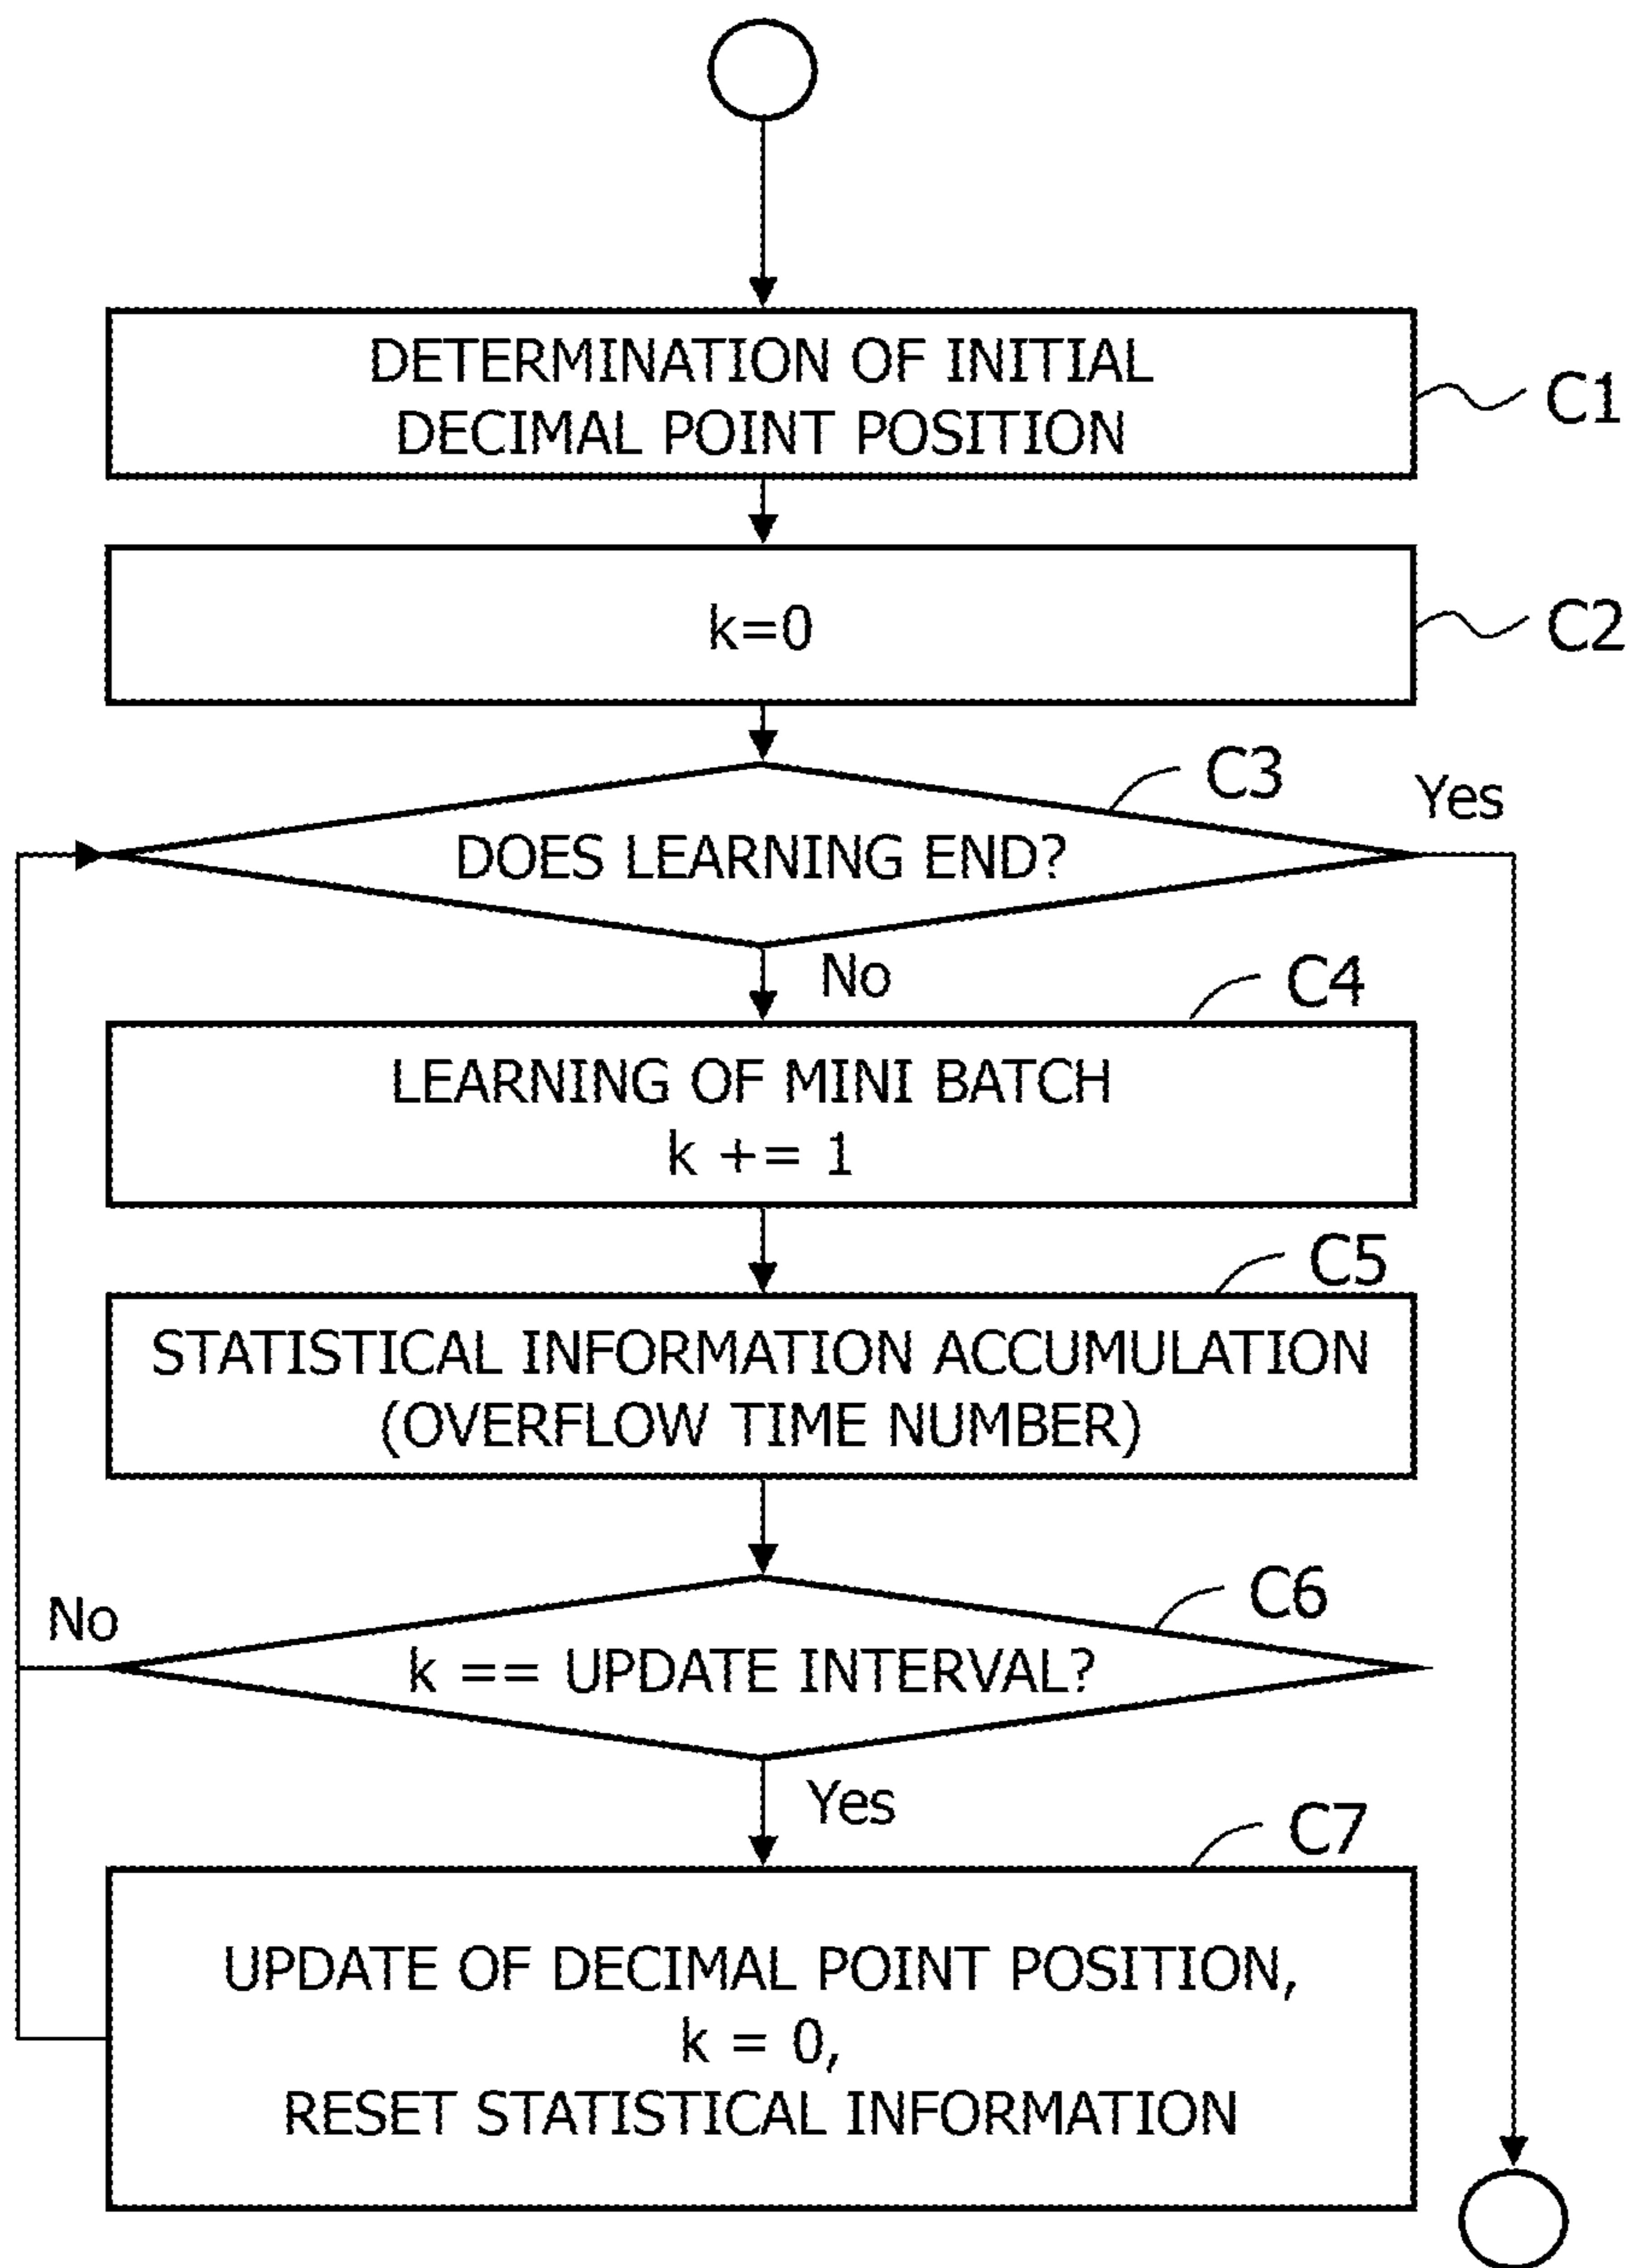 DETERMINATION OF INITIAL
DECIMAL POINT POSITION
C1
k=0
C2
C3
Yes
DOES LEARNING END?
No
C4
LEARNING OF MINI BATCH
k += 1
C5
STATISTICAL INFORMATION ACCUMULATION
(OVERFLOW TIME NUMBER)
C6
No
k == UPDATE INTERVAL?
Yes
C7
UPDATE OF DECIMAL POINT POSITION,
k = 0,
RESET STATISTICAL INFORMATION